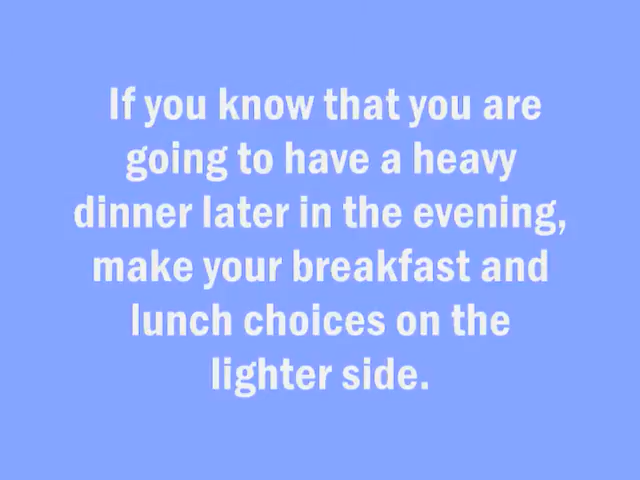 If you know that you are
going to have a heavy
dinner later in the evening,
make your breakfast and
lunch choices on the
lighter side.